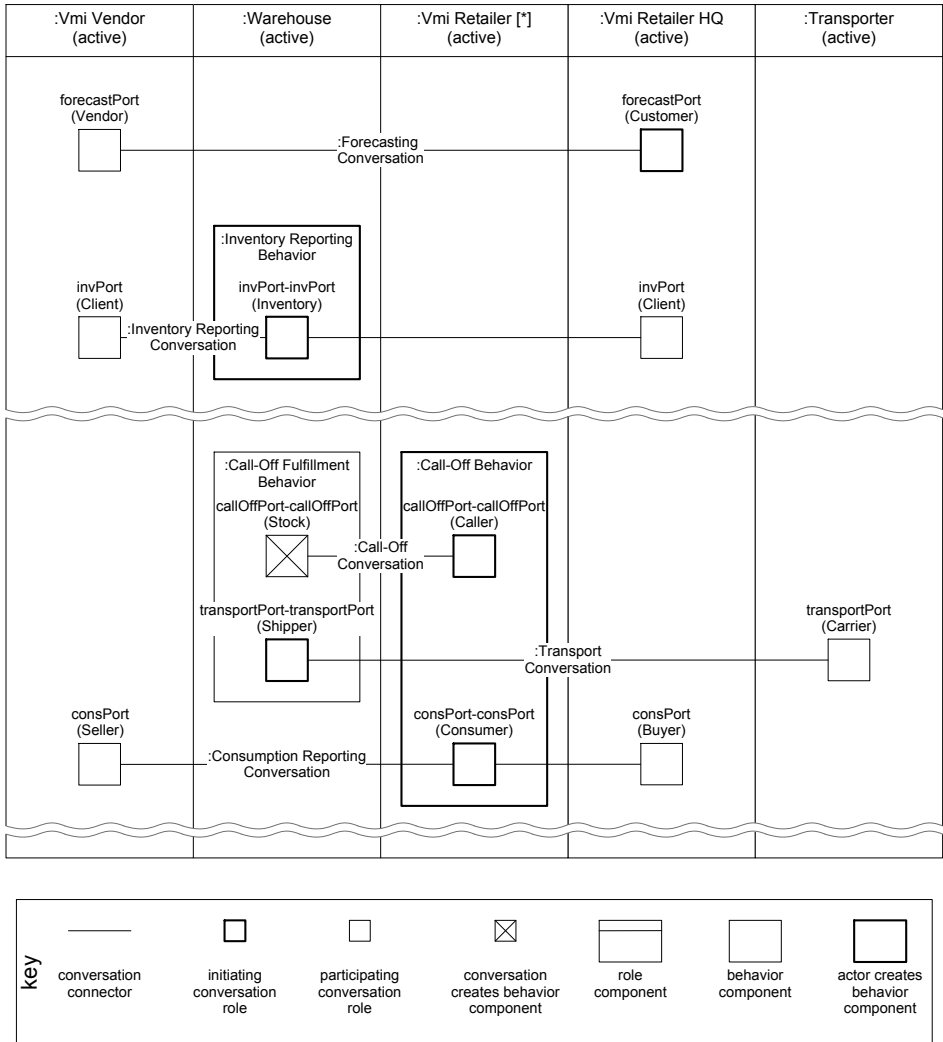 :Vmi Vendor
(active)
:Warehouse
(active)
:Vmi Retailer [*]
(active)
:Vmi Retailer HQ
(active)
:Transporter
(active)
forecastPort
(Vendor)
forecastPort
(Customer)
:Forecasting
Conversation
:Inventory Reporting
Behavior
invPort
(Client)
invPort-invPort
(Inventory)
invPort
(Client)
:Inventory Reporting
Conversation
:Call-Off Fulfillment
Behavior
:Call-Off Behavior
callOffPort-callOffPort
(Stock)
callOffPort-callOffPort
(Caller)
:Call-Off
Conversation
transportPort-transportPort
(Shipper)
transportPort
(Carrier)
:Transport
Conversation
consPort
(Seller)
consPort-consPort
(Consumer)
consPort
(Buyer)
:Consumption Reporting
Conversation
key
conversation
connector
initiating
conversation
role
participating
conversation
role
conversation
creates behavior
component
role
component
behavior
component
actor creates
behavior
component